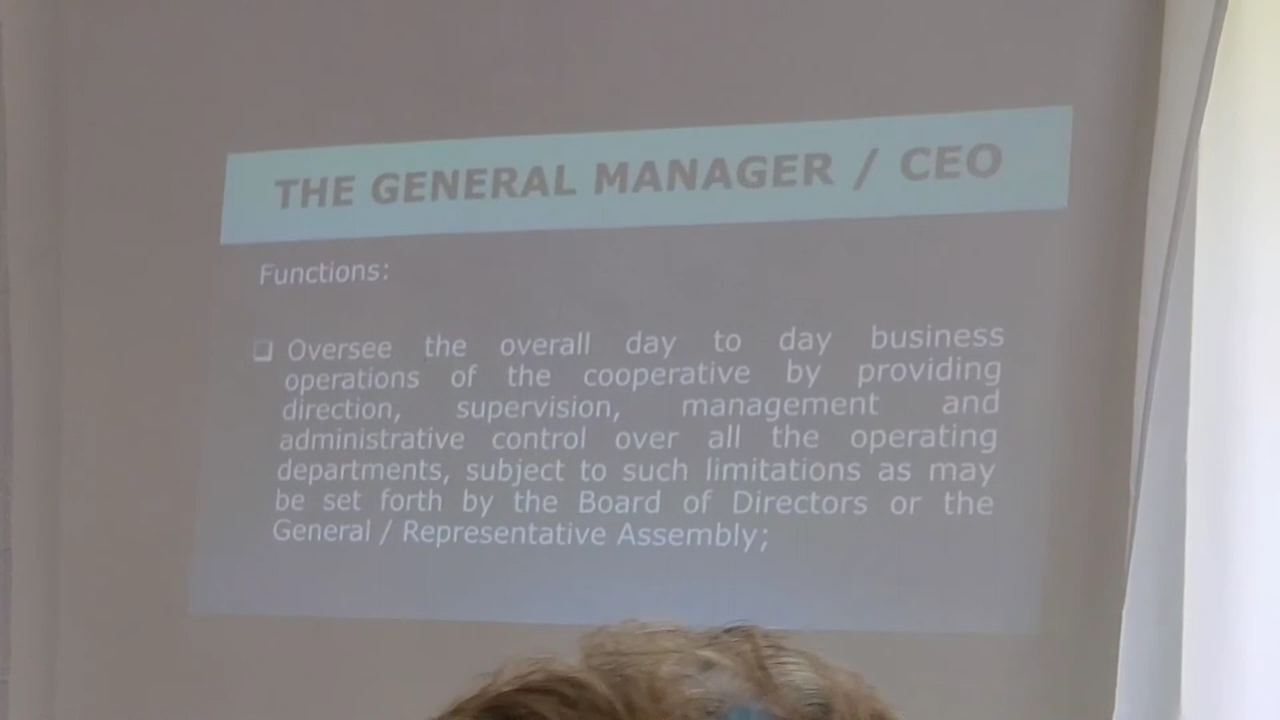 THE GENERAL MANAGER / CEO
Functions:
❑ Oversee the overall day to day business
operations of the cooperative by providing
direction, supervision, management and
administrative control over all the operating
departments, subject to such limitations as may
be set forth by the Board of Directors or the
General / Representative Assembly;